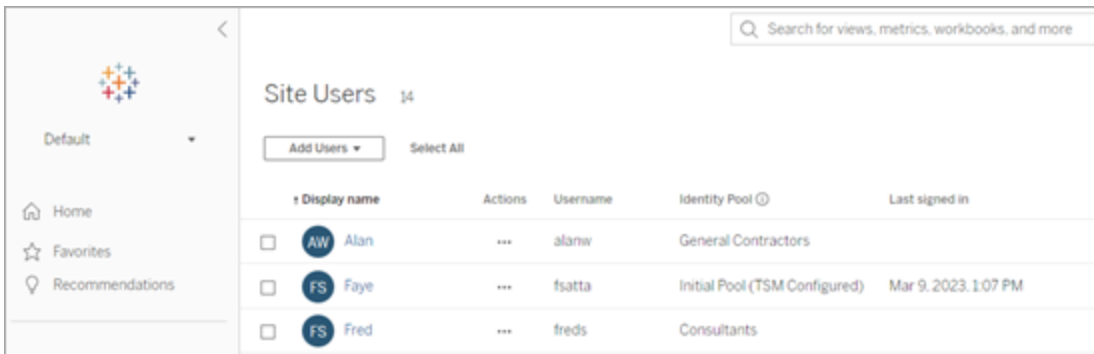 Search for views, metrics, workbooks, and more
Site Users 14
Default
Add Users Select All
Display name Actions Username Identity Pool Last signed in
Home
AW Alan alanw General Contractors
Favorites
Recommendations
FS Faye fsatta Initial Pool (TSM Configured) Mar 9, 2023, 1:07 PM
FS Fred freds Consultants